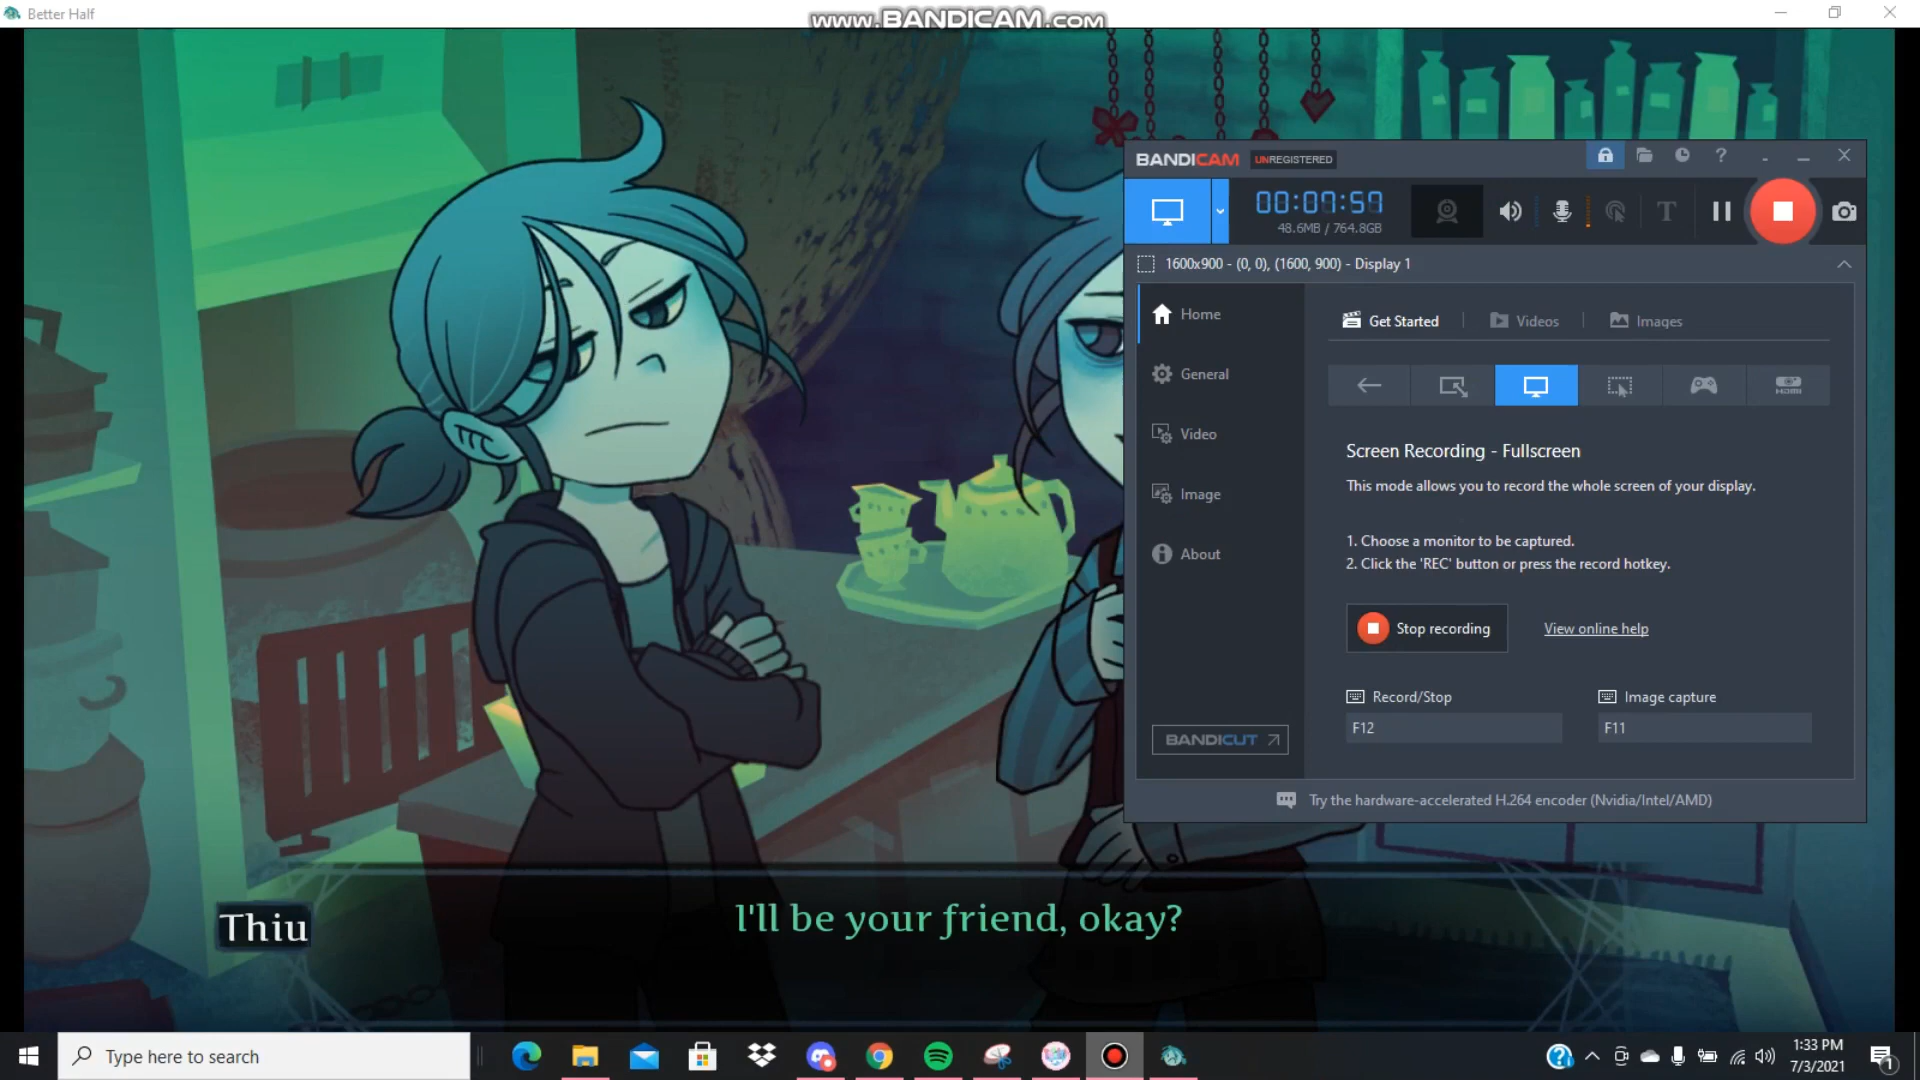 Better Half
www.BANDICAM.com
BANDICAM UNREGISTERED
?
00:07:57
48.6MB / 764.8GB
T
1600x900 - (0, 0), (1600, 900) - Display 1
Home
General
Video
Image
About
BANDICUT
Get Started
Videos
Images
HDMI
Screen Recording - Fullscreen
This mode allows you to record the whole screen of your display.
1. Choose a monitor to be captured.
2. Click the 'REC' button or press the record hotkey.
Stop recording
View online help
Record/Stop
Image capture
F12
F11
Try the hardware-accelerated H.264 encoder (Nvidia/Intel/AMD)
Thiu
I'll be your friend, okay?
Type here to search
1:33 PM
7/3/2021
1